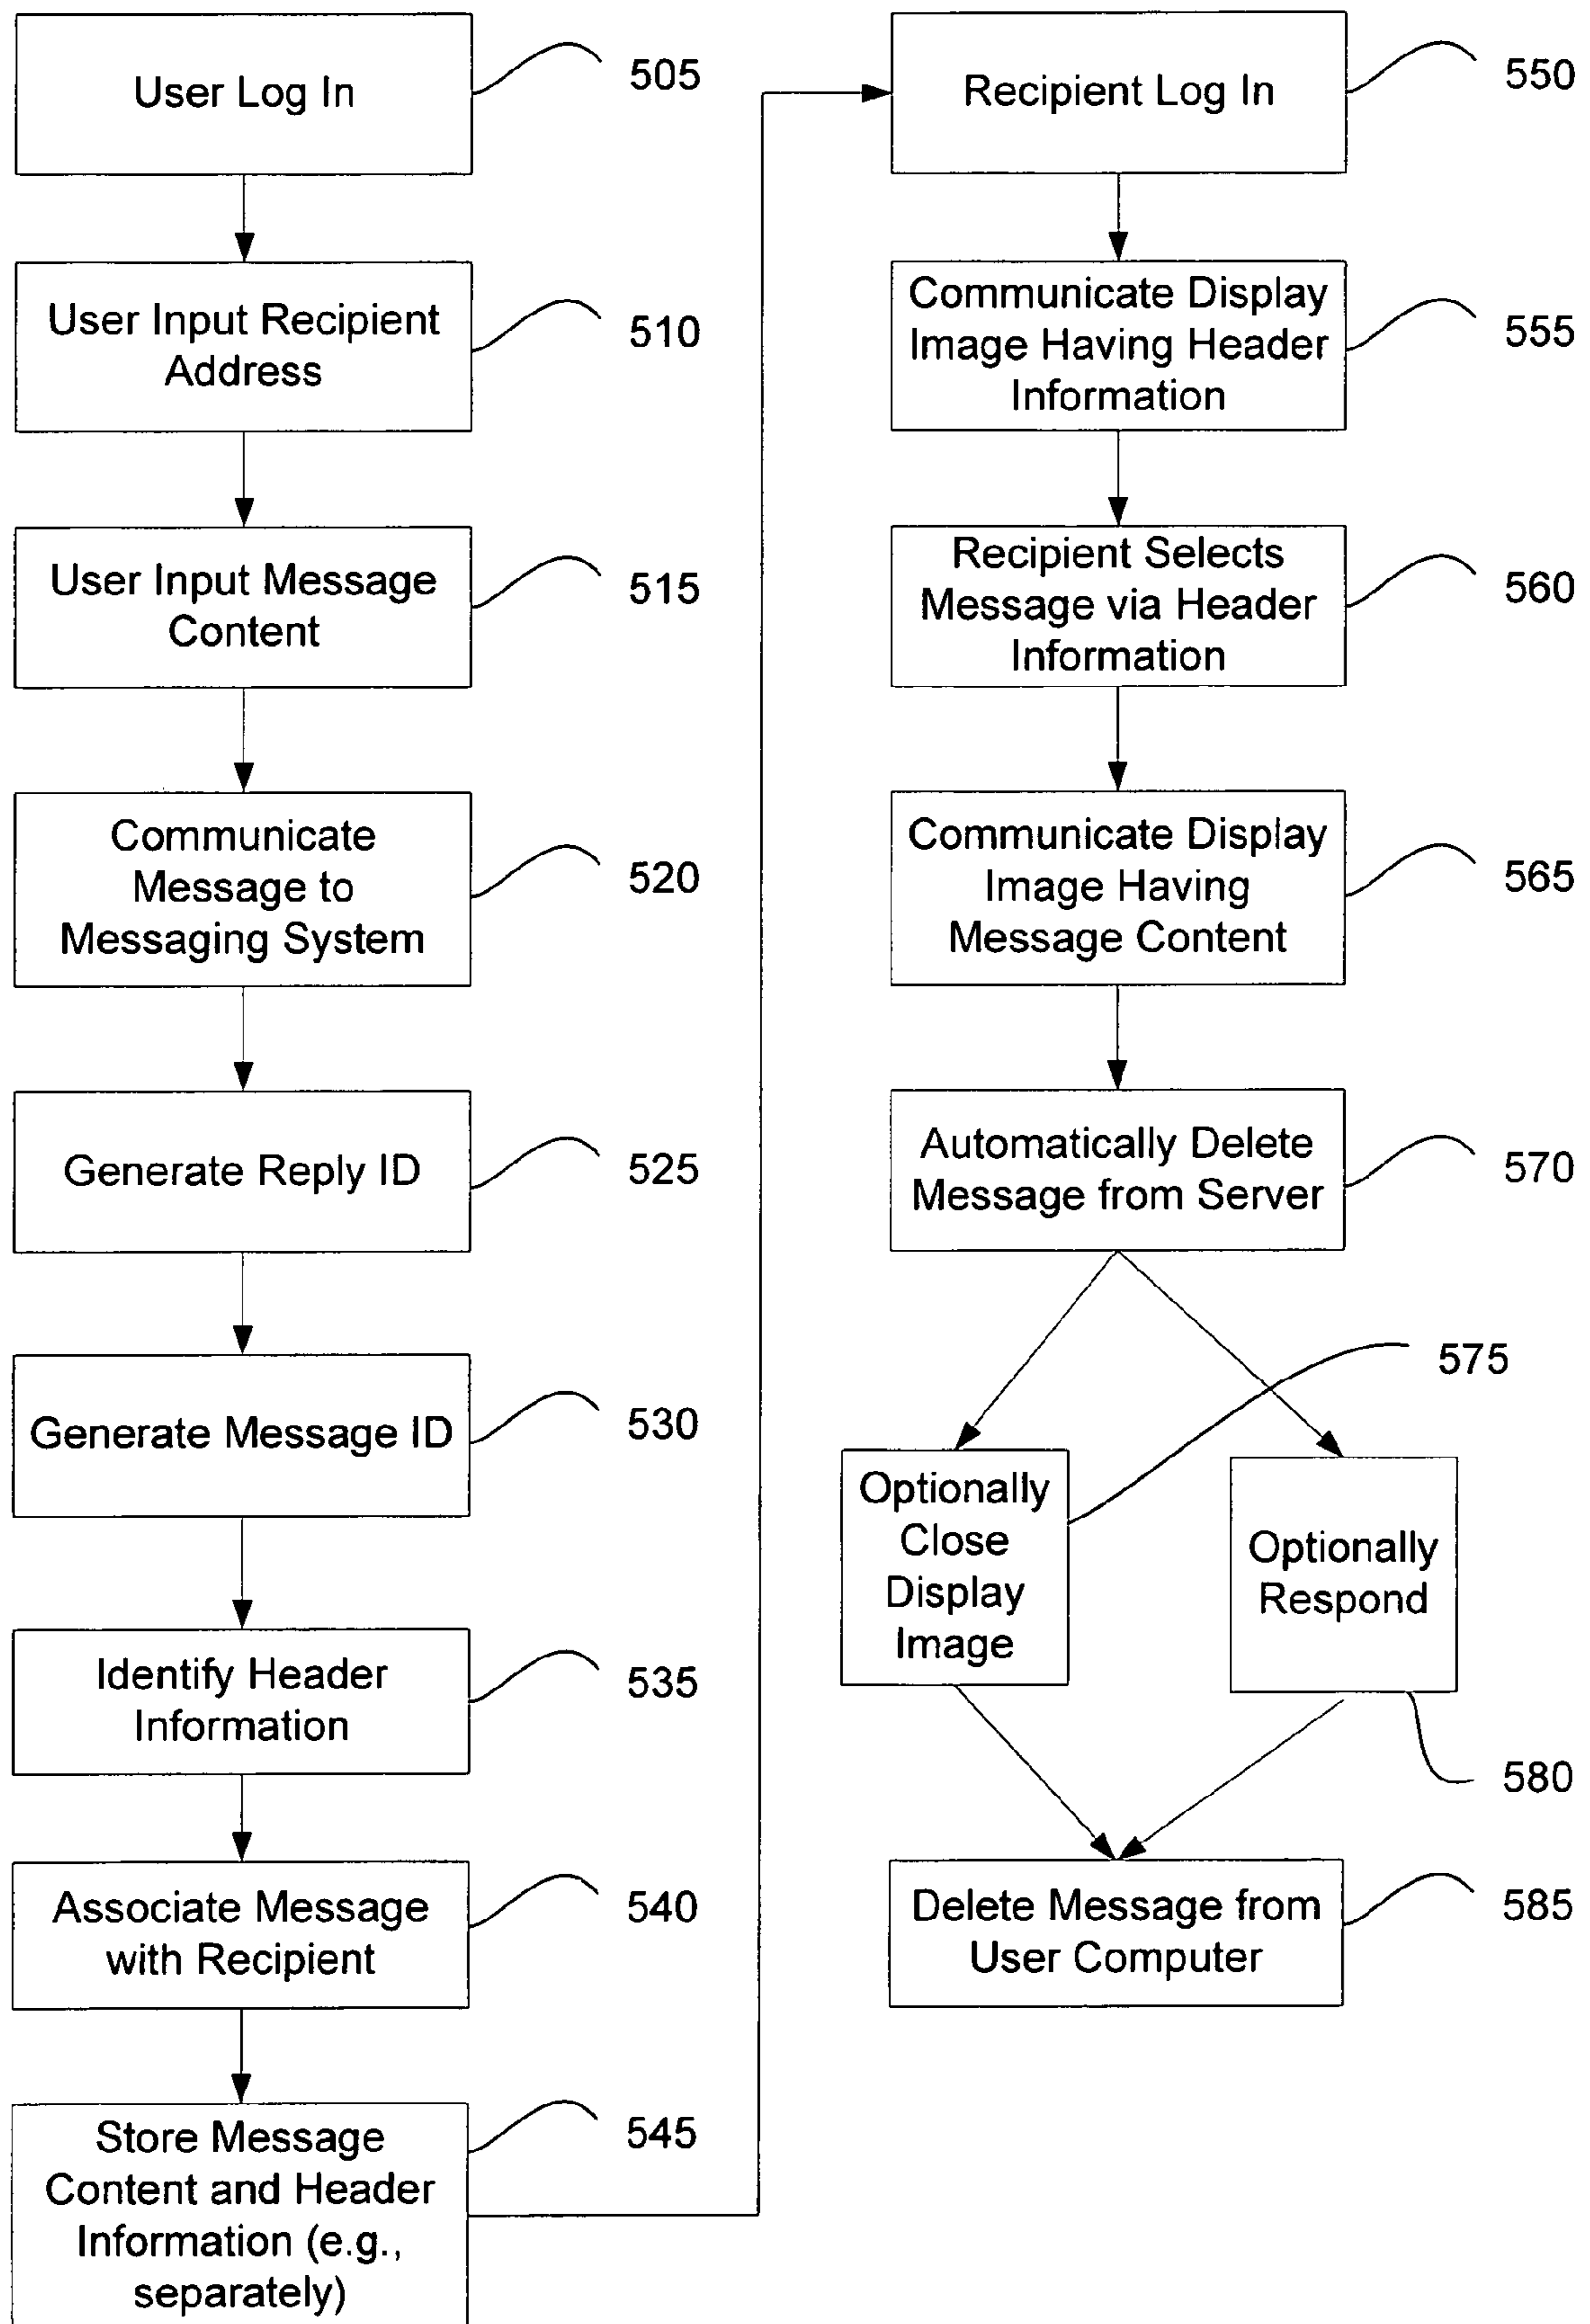 User Log In
505
User Input Recipient
Address
510
User Input Message
Content
515
Communicate
Message to
Messaging System
520
Generate Reply ID
525
Generate Message ID
530
Identify Header
Information
535
Associate Message
with Recipient
540
Store Message
Content and Header
Information (e.g.,
separately)
545
Recipient Log In
550
Communicate Display
Image Having Header
Information
555
Recipient Selects
Message via Header
Information
560
Communicate Display
Image Having
Message Content
565
Automatically Delete
Message from Server
570
Optionally
Close
Display
Image
575
Optionally
Respond
580
Delete Message from
User Computer
585